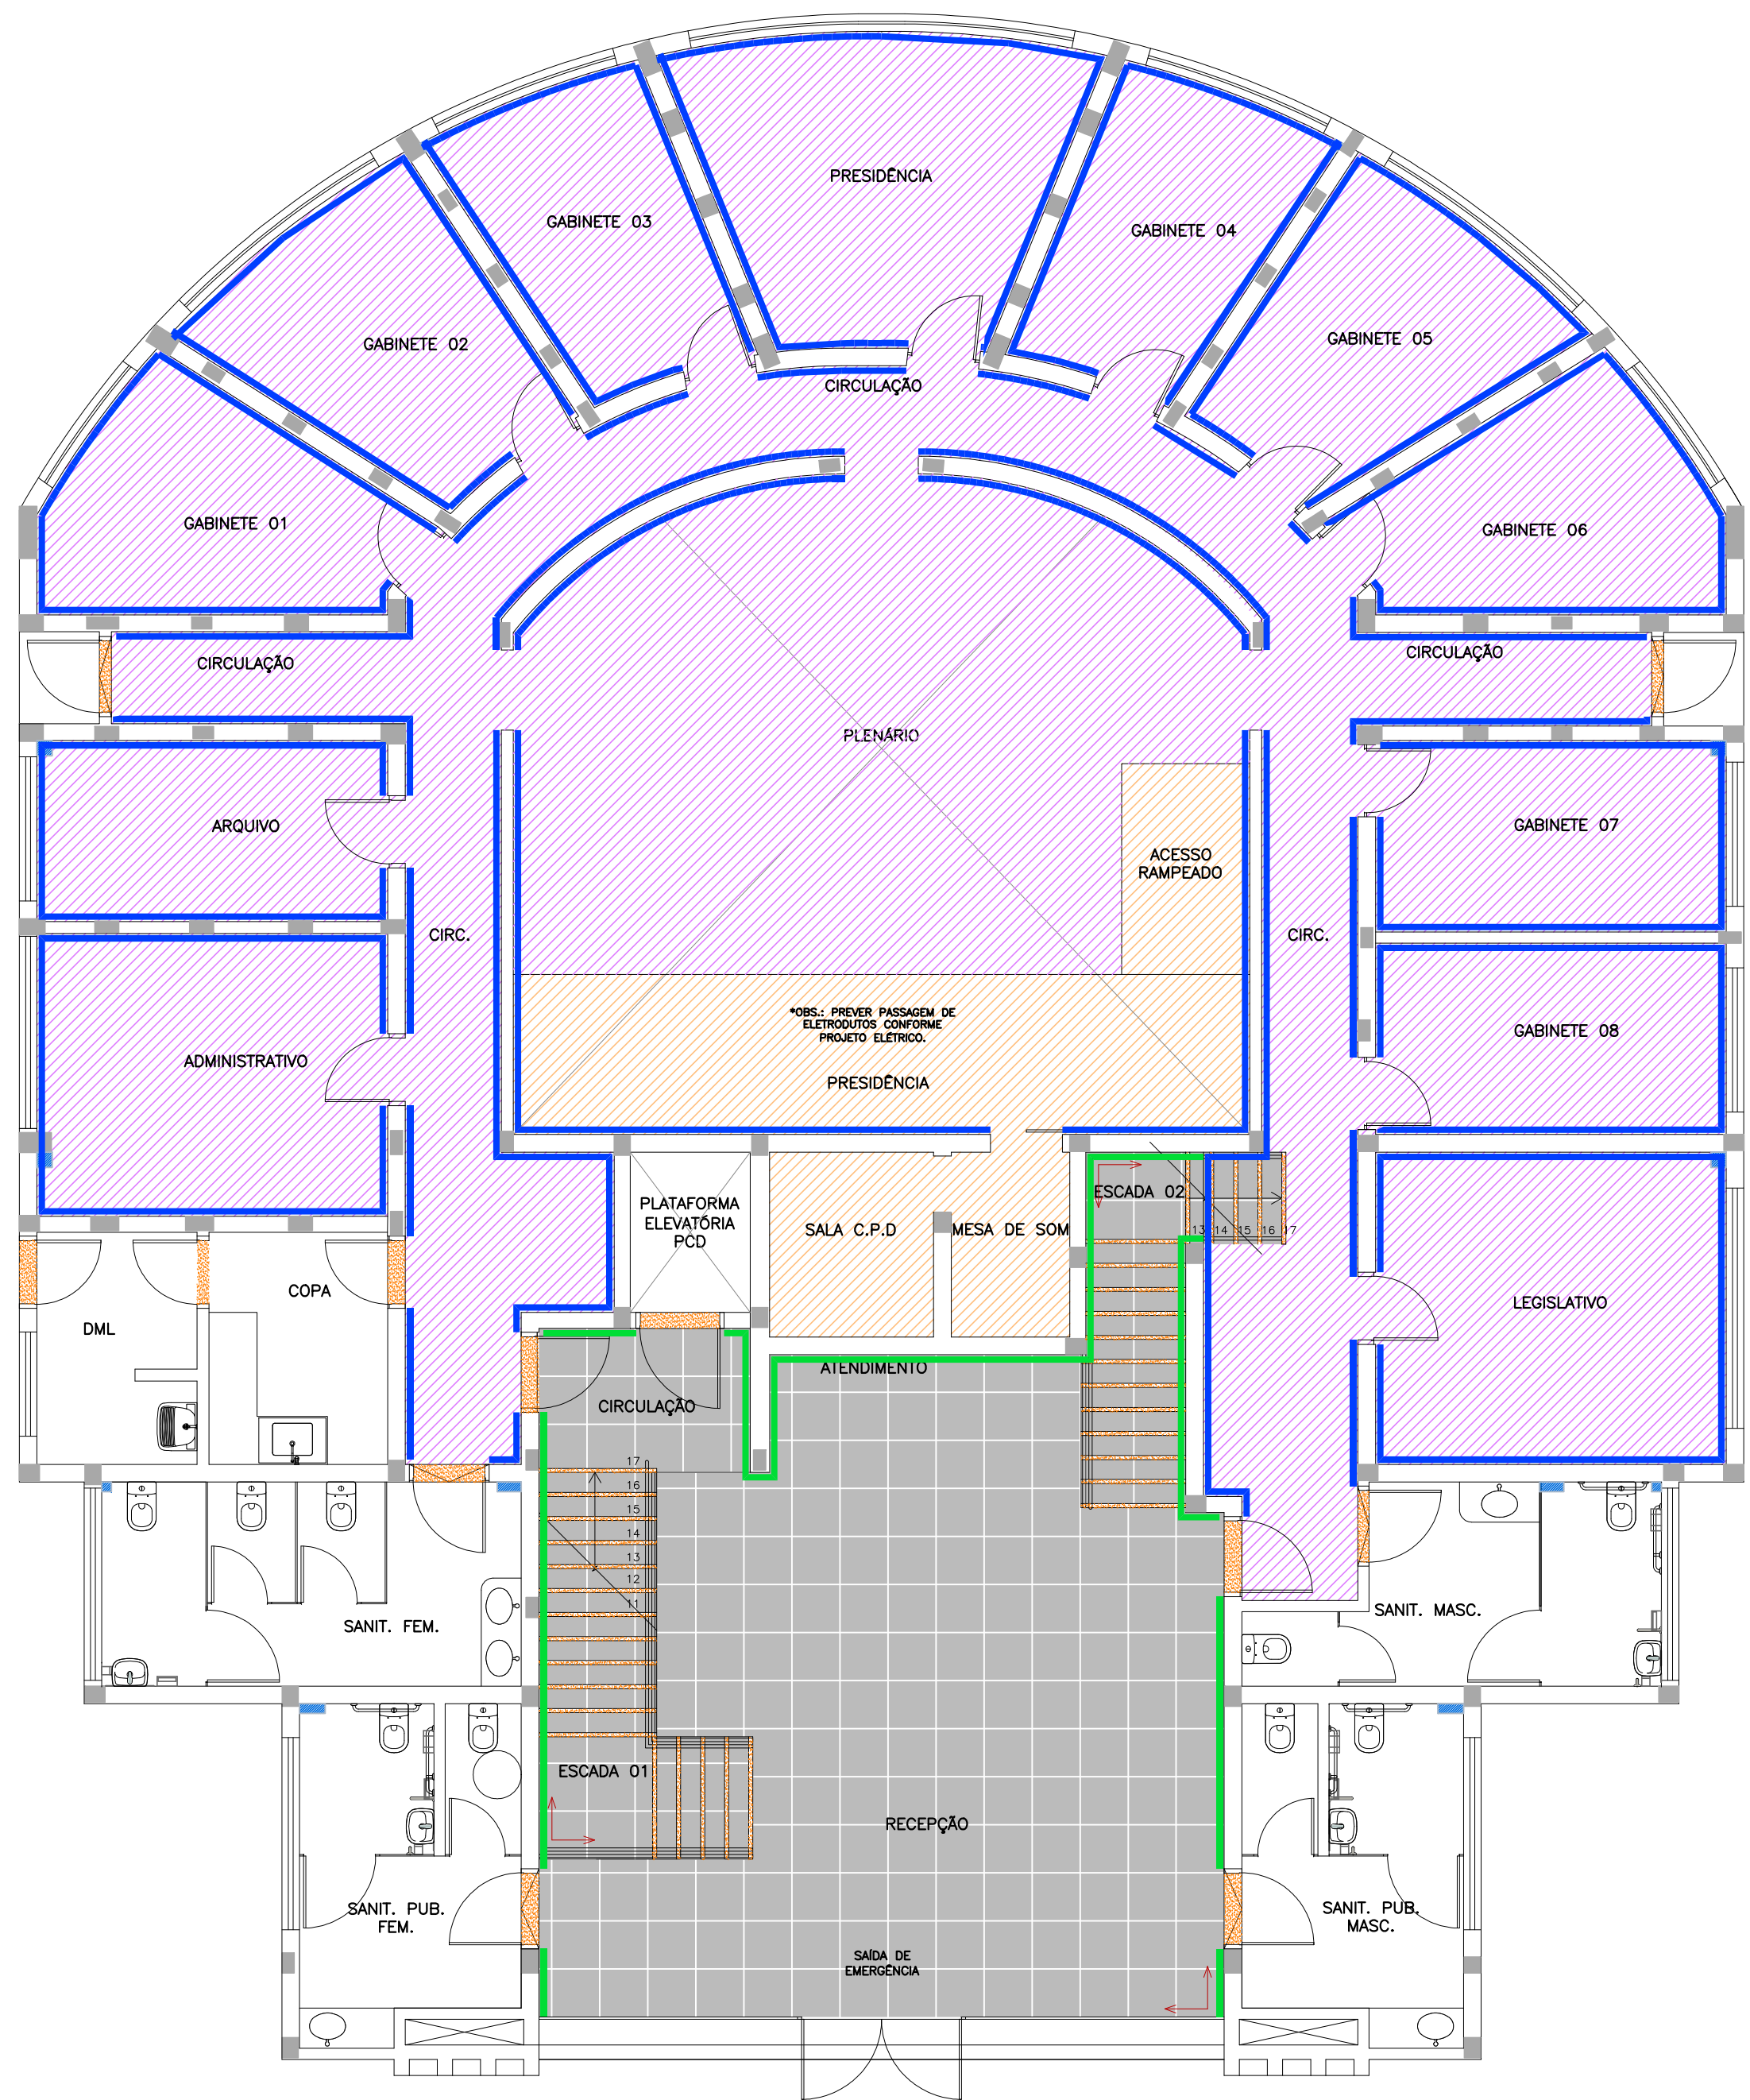 PRESIDÊNCIA
GABINETE 03
GABINETE 04
GABINETE 02
GABINETE 05
CIRCULAÇÃO
GABINETE 01
GABINETE 06
CIRCULAÇÃO
CIRCULAÇÃO
PLENÁRIO
ARQUIVO
GABINETE 07
ACESSO
RAMPEADO
CIRC.
CIRC.
*OBS.: PREVER PASSAGEM DE
ELETRODUTOS CONFORME
PROJETO ELÉTRICO.
ADMINISTRATIVO
GABINETE 08
PRESIDÊNCIA
PLATAFORMA
ELEVATÓRIA
PCD
SALA C.P.D
MESA DE SOM
ESCADA 02
13 14 15 16 17
COPA
DML
LEGISLATIVO
ATENDIMENTO
CIRCULAÇÃO
17
16
15
14
13
12
11
SANIT. FEM.
SANIT. MASC.
ESCADA 01
RECEPÇÃO
SANIT. PUB.
FEM.
SANIT. PUB.
MASC.
SAÍDA DE
EMERGÊNCIA